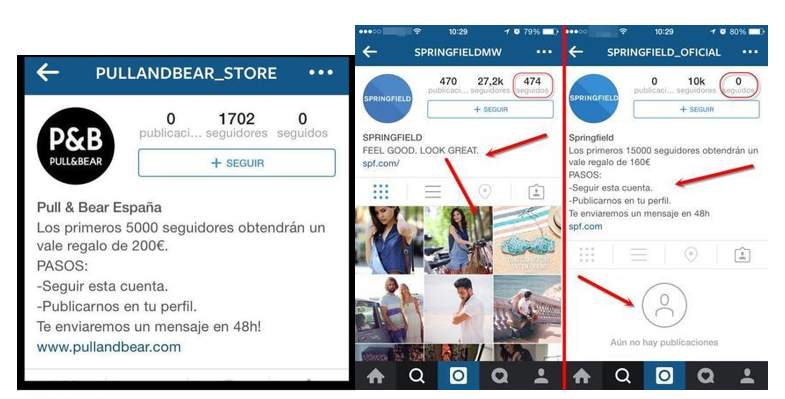 PULLANDBEAR_STORE
P&B
PULL&BEAR
0 1702 0
publicaci... seguidores seguidos
+ SEGUIR
Pull & Bear España
Los primeros 5000 seguidores obtendrán un
vale regalo de 200€.
PASOS:
-Seguir esta cuenta.
-Publicarnos en tu perfil.
Te enviaremos un mensaje en 48h!
www.pullandbear.com
10:29 79%
SPRINGFIELDMW
SPRINGFIELD
470 27,2k 474
publicaci... seguidores seguidos
+ SEGUIR
SPRINGFIELD
FEEL GOOD. LOOK GREAT.
spf.com/
10:29 80%
SPRINGFIELD_OFICIAL
SPRINGFIELD
0 10k 0
publicaci... seguidores seguidos
+ SEGUIR
Springfield
Los primeros 15000 seguidores obtendrán un
vale regalo de 160€
PASOS:
-Seguir esta cuenta.
-Publicarnos en tu perfil.
Te enviaremos un mensaje en 48h
spf.com
Aún no hay publicaciones